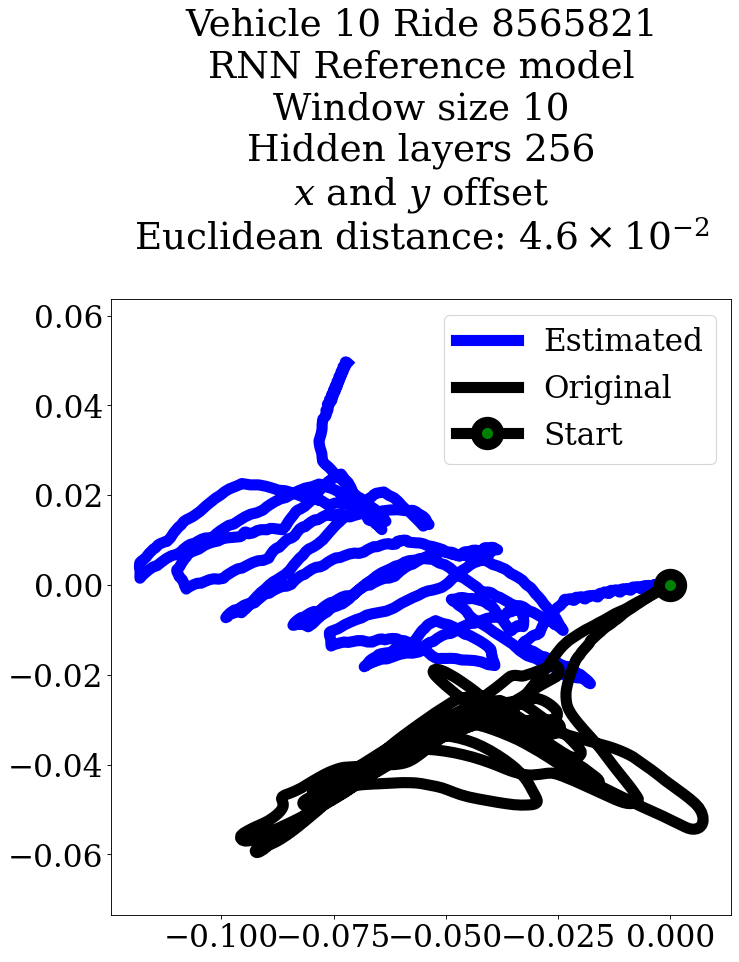 Vehicle 10 Ride 8565821
RNN Reference model
Window size 10
Hidden layers 256
x and y offset
Euclidean distance: 4.6 × 10⁻²
Estimated
Original
Start
0.06
0.04
0.02
0.00
−0.02
−0.04
−0.06
−0.100 −0.075 −0.050 −0.025 0.000